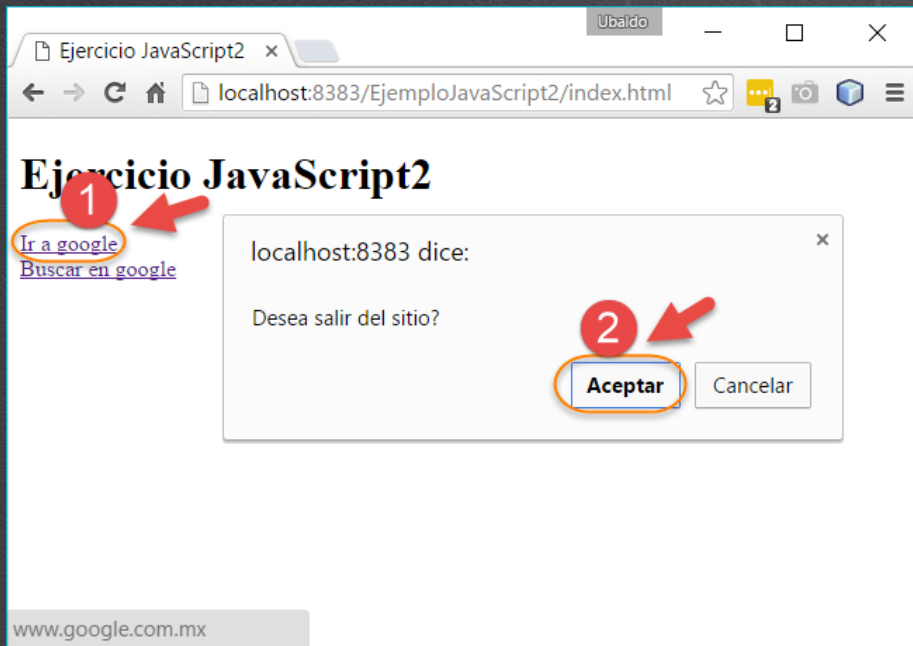 Ubaldo
Ejercicio JavaScript2
localhost:8383/EjemploJavaScript2/index.html
2
Ejercicio JavaScript2
1
Ir a google
Buscar en google
localhost:8383 dice:
Desea salir del sitio?
2
Aceptar
Cancelar
www.google.com.mx